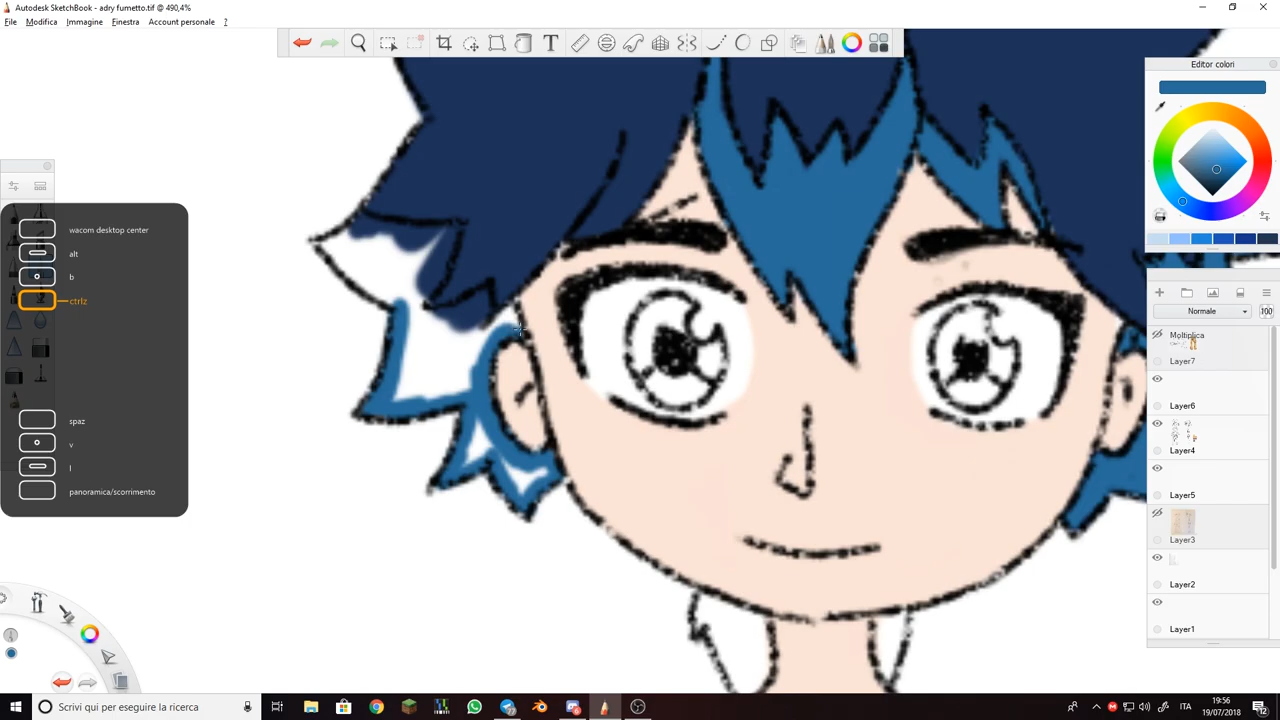 Autodesk SketchBook - adry fumetto.tif @ 490,4%
File Modifica Immagine Finestra Account personale ?
Editor colori
wacom desktop center
alt
b
ctrlz
spaz
v
l
panoramica/scorrimento
Normale 100
Moltiplica
Layer7
Layer6
Layer4
Layer5
Layer3
Layer2
Layer1
Scrivi qui per eseguire la ricerca
ITA
19:56
19/07/2018
12